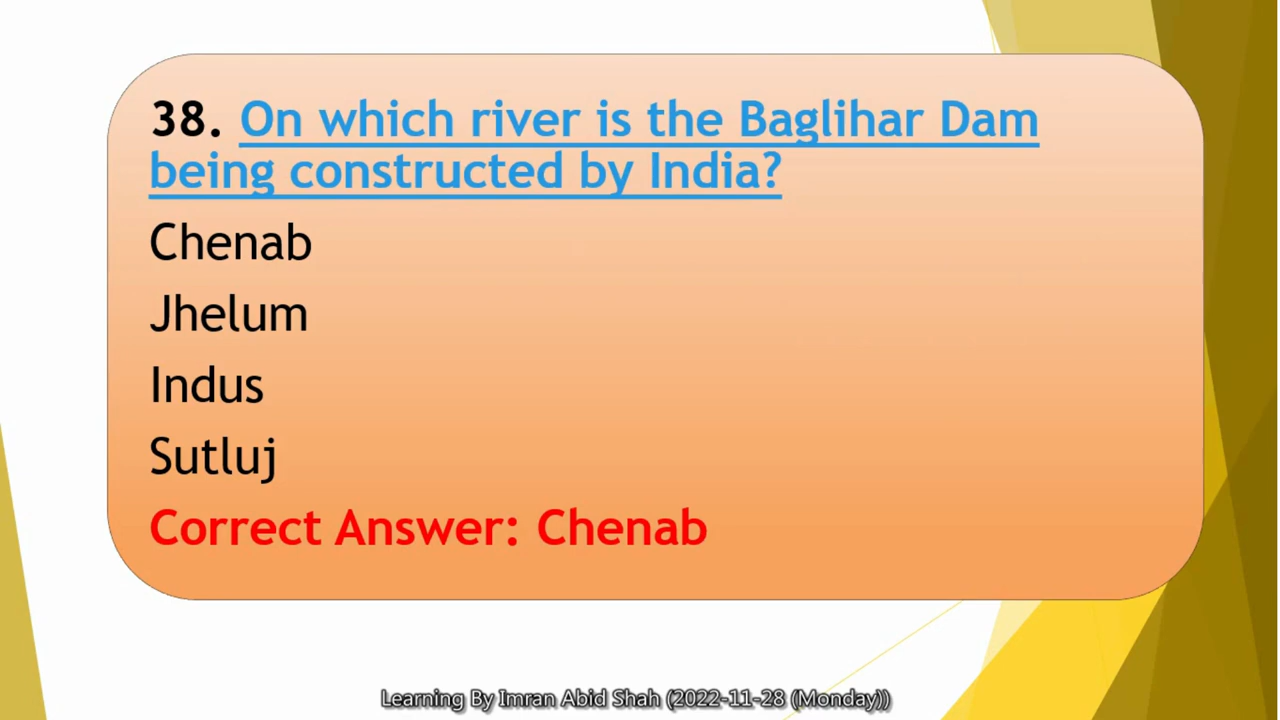 38. On which river is the Baglihar Dam
being constructed by India?
Chenab
Jhelum
Indus
Sutluj
Correct Answer: Chenab
Learning By Imran Abid Shah (2022-11-28 (Monday))